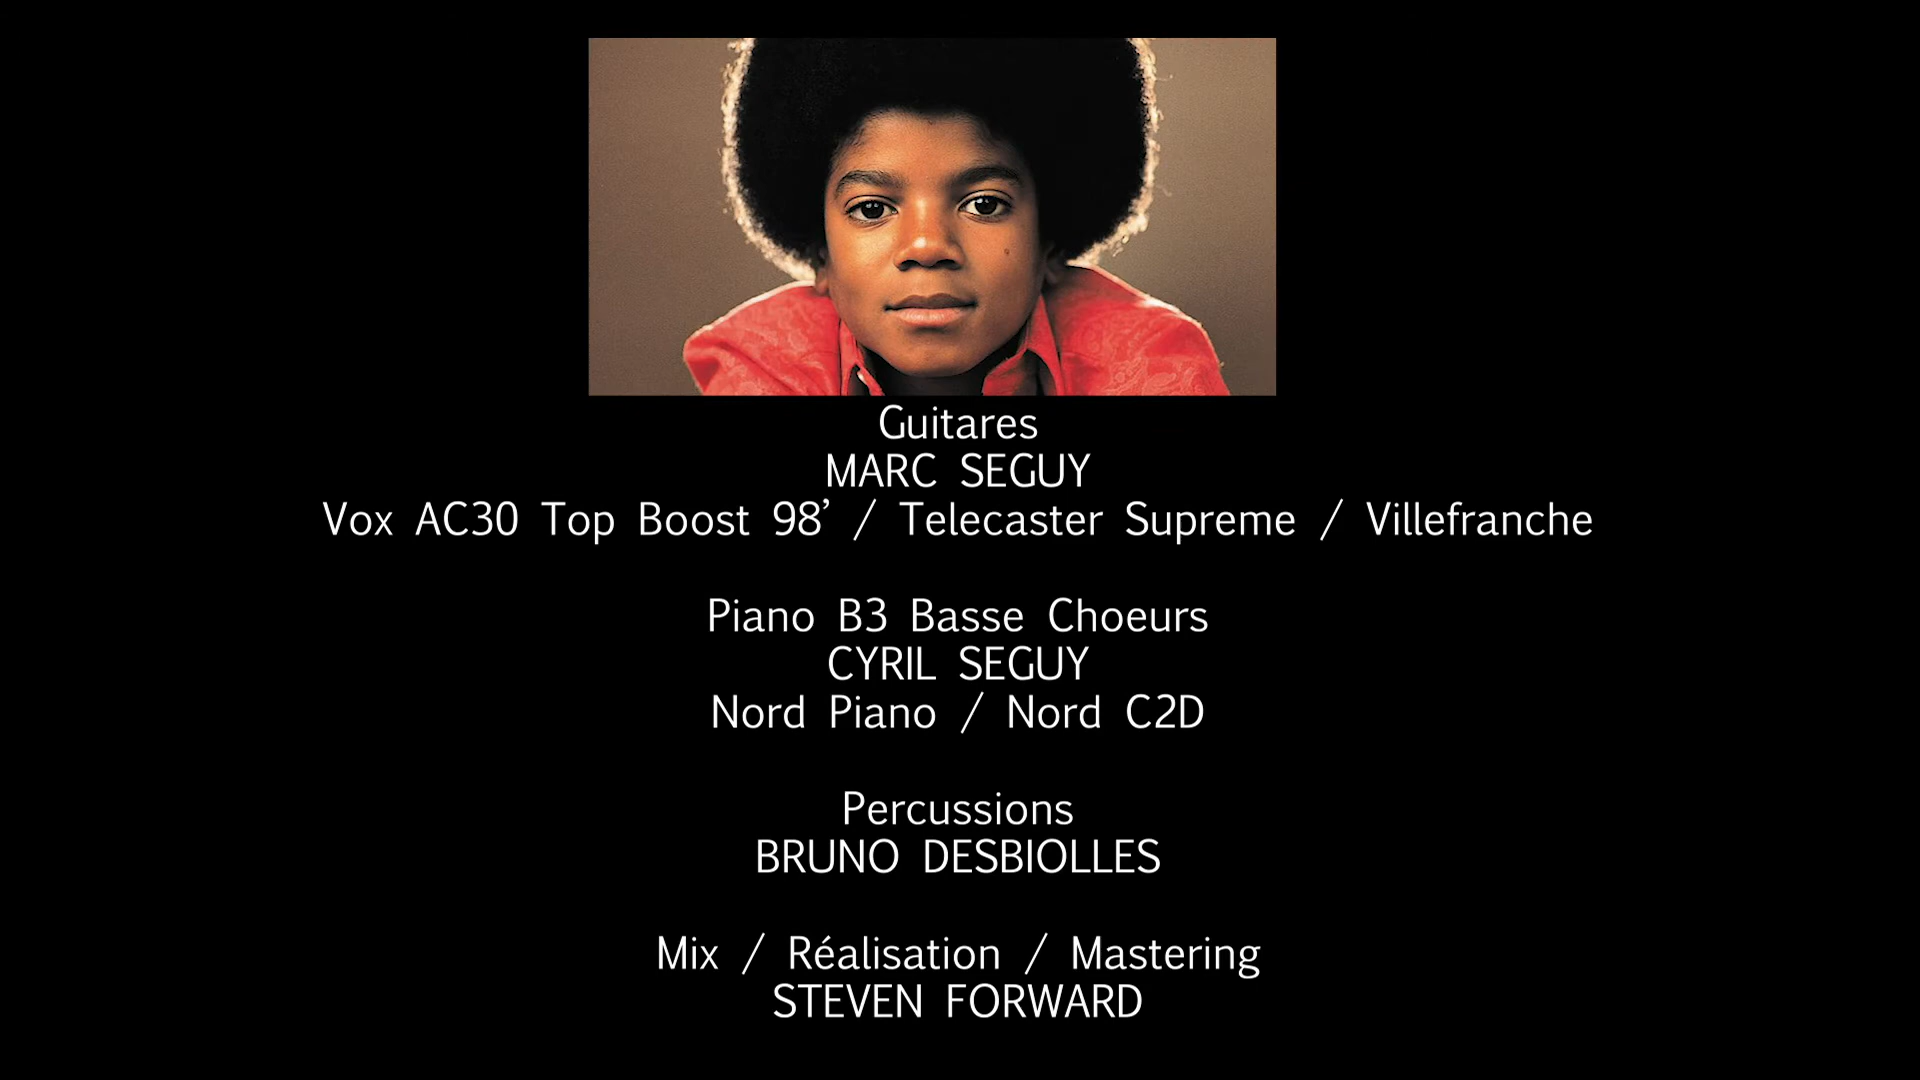 Guitares
MARC SEGUY
Vox AC30 Top Boost 98’ / Telecaster Supreme / Villefranche
Piano B3 Basse Choeurs
CYRIL SEGUY
Nord Piano / Nord C2D
Percussions
BRUNO DESBIOLLES
Mix / Réalisation / Mastering
STEVEN FORWARD